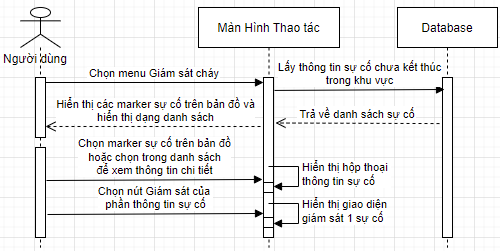 Màn Hình Thao tác
Database
Người dùng
Chọn menu Giám sát cháy
Lấy thông tin sự cố chưa kết thúc
trong khu vực
Hiển thị các marker sự cố trên bản đồ và
hiển thị dạng danh sách
Trả về danh sách sự cố
Chọn marker sự cố trên bản đồ
hoặc chọn trong danh sách
để xem thông tin chi tiết
Hiển thị hộp thoại
thông tin sự cố
Chọn nút Giám sát của
phần thông tin sự cố
Hiển thị giao diện
giám sát 1 sự cố